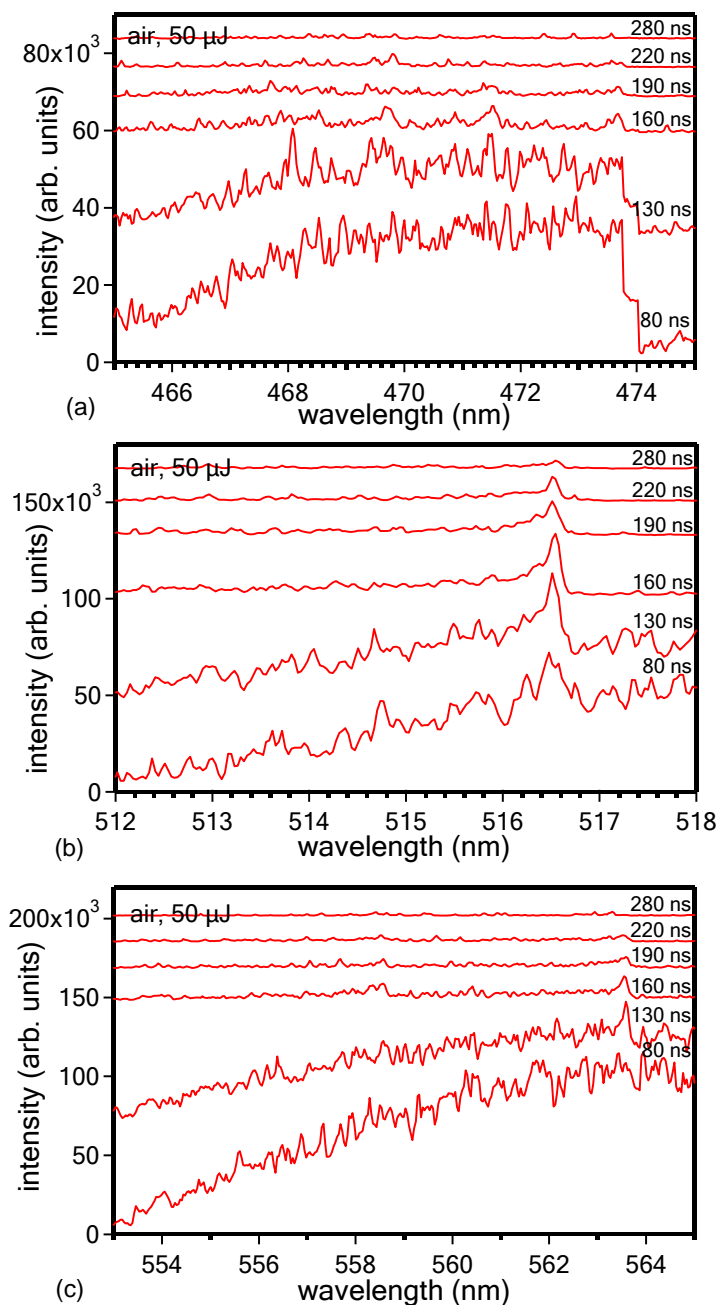 air, 50 µJ
280 ns
80x10³
220 ns
190 ns
160 ns
60
40
130 ns
20
80 ns
0
intensity (arb. units)
466 468 470 472 474
(a) wavelength (nm)
air, 50 µJ
280 ns
220 ns
150x10³
190 ns
160 ns
100
130 ns
80 ns
50
0
intensity (arb. units)
512 513 514 515 516 517 518
(b) wavelength (nm)
air, 50 µJ
280 ns
200x10³
220 ns
190 ns
160 ns
150
130 ns
80 ns
100
50
0
intensity (arb. units)
554 556 558 560 562 564
(c) wavelength (nm)